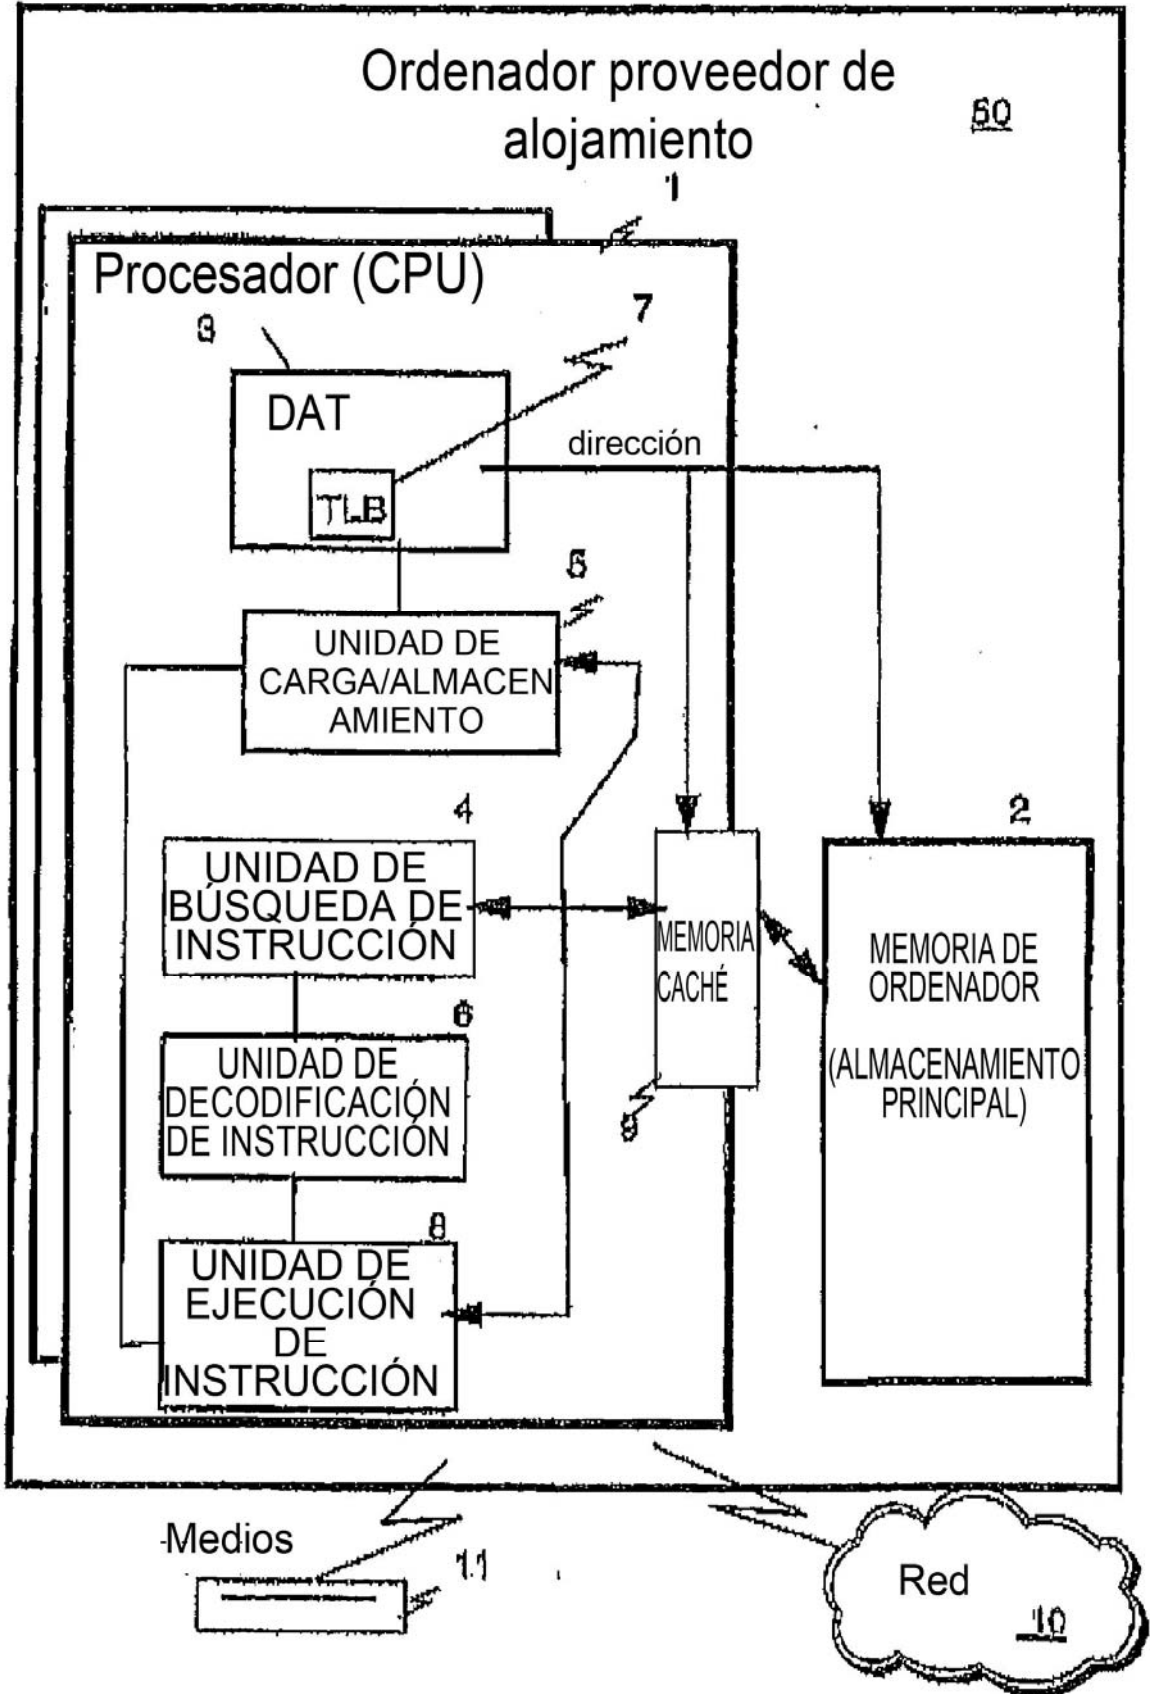 Ordenador proveedor de
alojamiento
50
1
Procesador (CPU)
3
7
DAT
dirección
TLB
5
UNIDAD DE
CARGA/ALMACEN
AMIENTO
4
2
UNIDAD DE
BÚSQUEDA DE
INSTRUCCIÓN
MEMORIA
CACHÉ
MEMORIA DE
ORDENADOR
(ALMACENAMIENTO
PRINCIPAL)
6
UNIDAD DE
DECODIFICACIÓN
DE INSTRUCCIÓN
9
8
UNIDAD DE
EJECUCIÓN
DE
INSTRUCCIÓN
Medios
11
Red
10